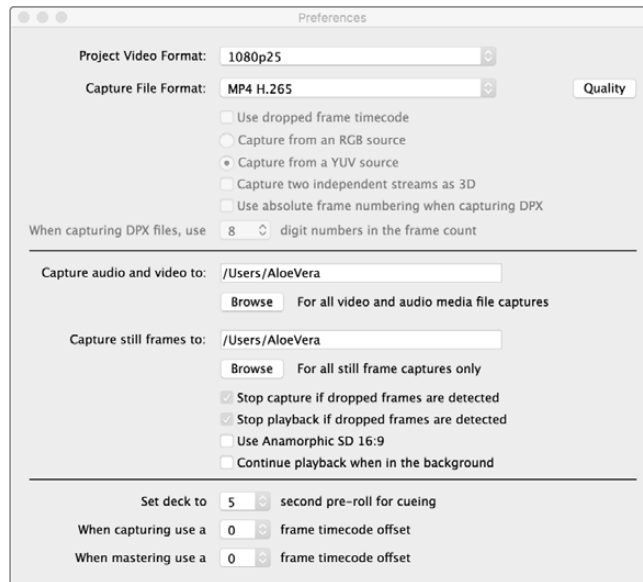 Preferences
Project Video Format: 1080p25
Capture File Format: MP4 H.265 Quality
Use dropped frame timecode
Capture from an RGB source
Capture from a YUV source
Capture two independent streams as 3D
Use absolute frame numbering when capturing DPX
When capturing DPX files, use 8 digit numbers in the frame count
Capture audio and video to: /Users/AloeVera
Browse For all video and audio media file captures
Capture still frames to: /Users/AloeVera
Browse For all still frame captures only
Stop capture if dropped frames are detected
Stop playback if dropped frames are detected
Use Anamorphic SD 16:9
Continue playback when in the background
Set deck to 5 second pre-roll for cueing
When capturing use a 0 frame timecode offset
When mastering use a 0 frame timecode offset